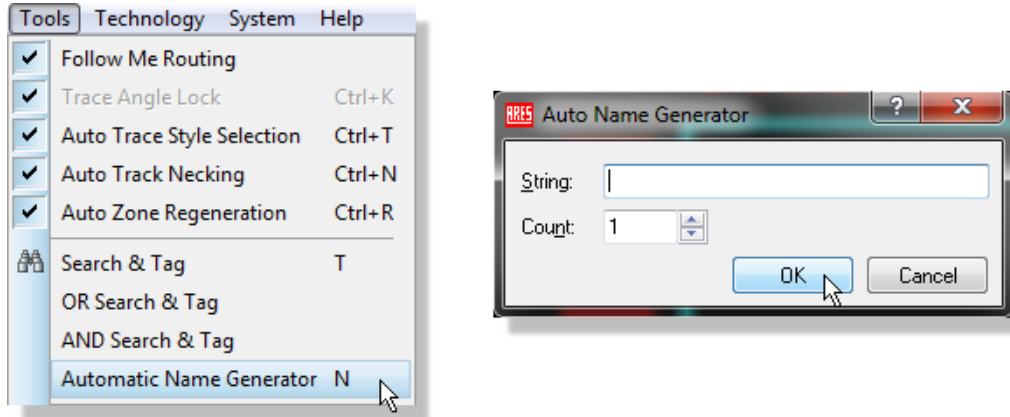 Tools Technology System Help
Follow Me Routing
Trace Angle Lock Ctrl+K
Auto Trace Style Selection Ctrl+T
Auto Track Necking Ctrl+N
Auto Zone Regeneration Ctrl+R
Search & Tag T
OR Search & Tag
AND Search & Tag
Automatic Name Generator N
ARES Auto Name Generator ? X
String:
Count: 1
OK Cancel